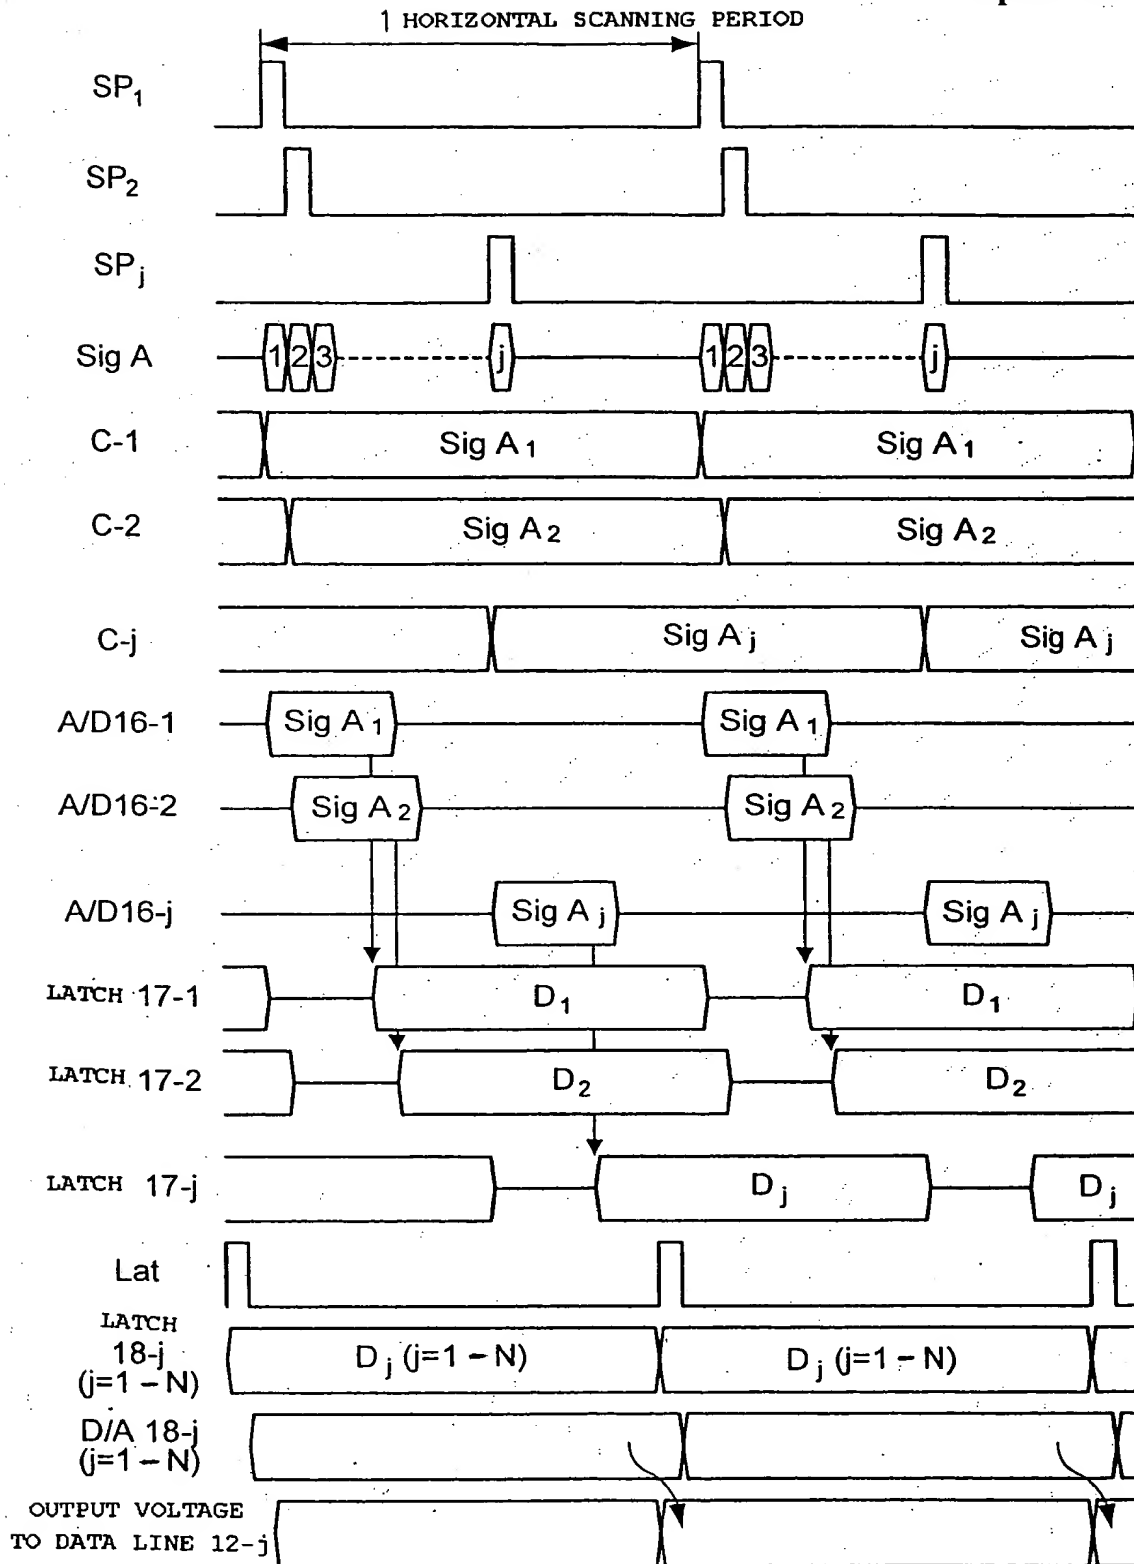 1 HORIZONTAL SCANNING PERIOD
SP1
SP2
SPj
Sig A 1 2 3 j 1 2 3 j
C-1 Sig A1 Sig A1
C-2 Sig A2 Sig A2
C-j Sig Aj Sig Aj
A/D16-1 Sig A1 Sig A1
A/D16-2 Sig A2 Sig A2
A/D16-j Sig Aj Sig Aj
LATCH 17-1 D1 D1
LATCH 17-2 D2 D2
LATCH 17-j Dj Dj
Lat
LATCH
18-j Dj (j=1-N) Dj (j=1-N)
(j=1-N)
D/A 18-j
(j=1-N)
OUTPUT VOLTAGE
TO DATA LINE 12-j